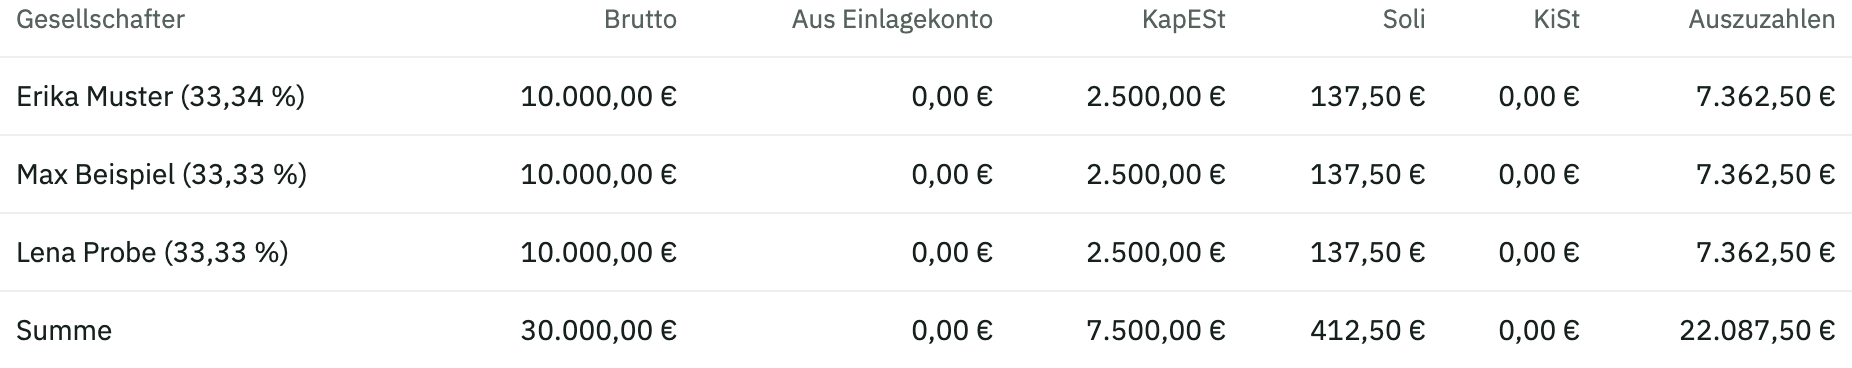 Gesellschafter Brutto Aus Einlagekonto KapESt Soli KiSt Auszuzahlen
Erika Muster (33,34 %) 10.000,00 € 0,00 € 2.500,00 € 137,50 € 0,00 € 7.362,50 €
Max Beispiel (33,33 %) 10.000,00 € 0,00 € 2.500,00 € 137,50 € 0,00 € 7.362,50 €
Lena Probe (33,33 %) 10.000,00 € 0,00 € 2.500,00 € 137,50 € 0,00 € 7.362,50 €
Summe 30.000,00 € 0,00 € 7.500,00 € 412,50 € 0,00 € 22.087,50 €